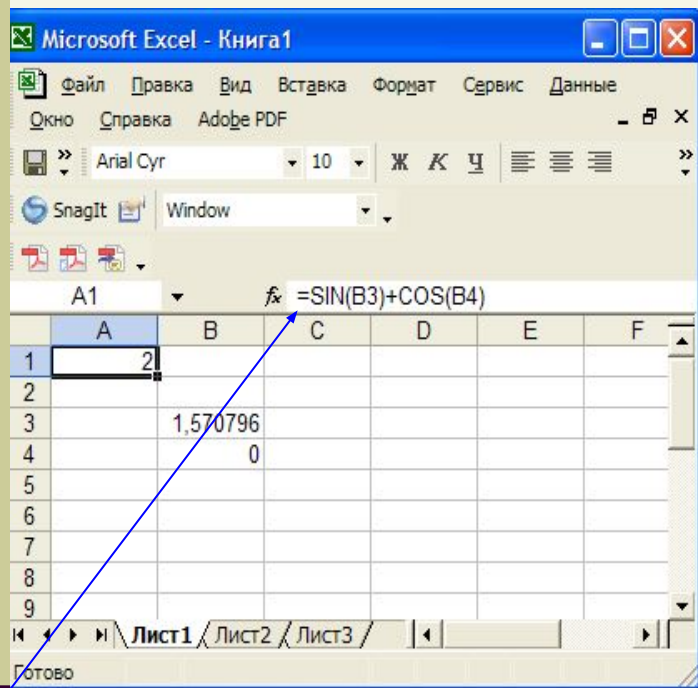 Microsoft Excel - Книга1
Файл Правка Вид Вставка Формат Сервис Данные
Окно Справка Adobe PDF
Arial Cyr 10 Ж К Ч
SnagIt Window
A1 fx =SIN(B3)+COS(B4)
A B C D E F
1 2
2
3 1,570796
4 0
5
6
7
8
9
Лист1 Лист2 Лист3
Готово